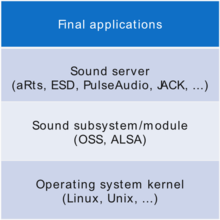 Final applications
Sound server
(aRts, ESD, PulseAudio, JACK, ...)
Sound subsystem/module
(OSS, ALSA)
Operating system kernel
(Linux, Unix, ...)